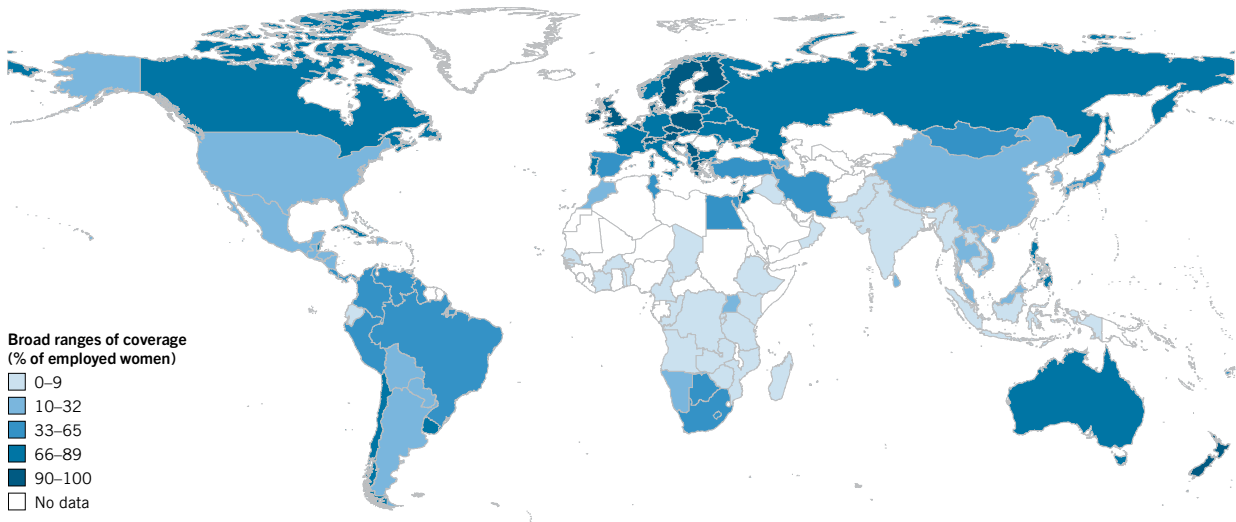 Broad ranges of coverage
(% of employed women)
0–9
10–32
33–65
66–89
90–100
No data